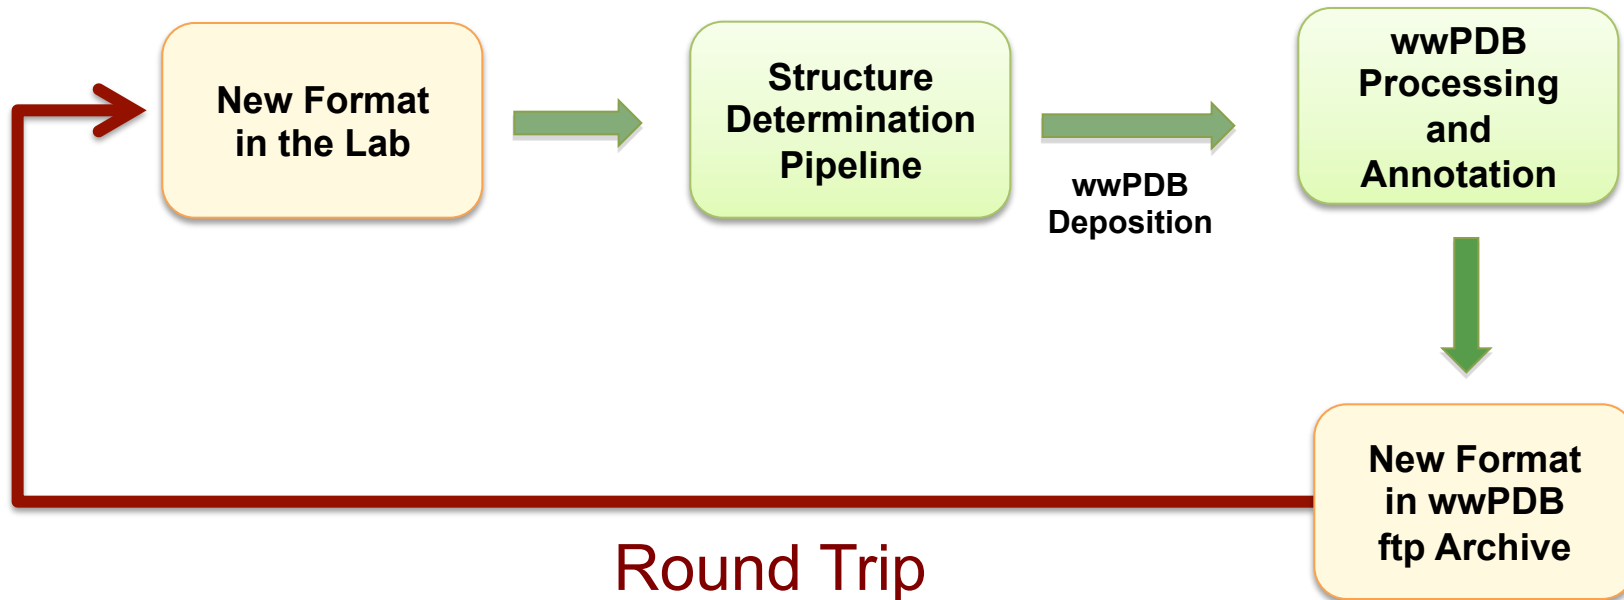 New Format
in the Lab
Structure
Determination
Pipeline
wwPDB
Deposition
wwPDB
Processing
and
Annotation
New Format
in wwPDB
ftp Archive
Round Trip